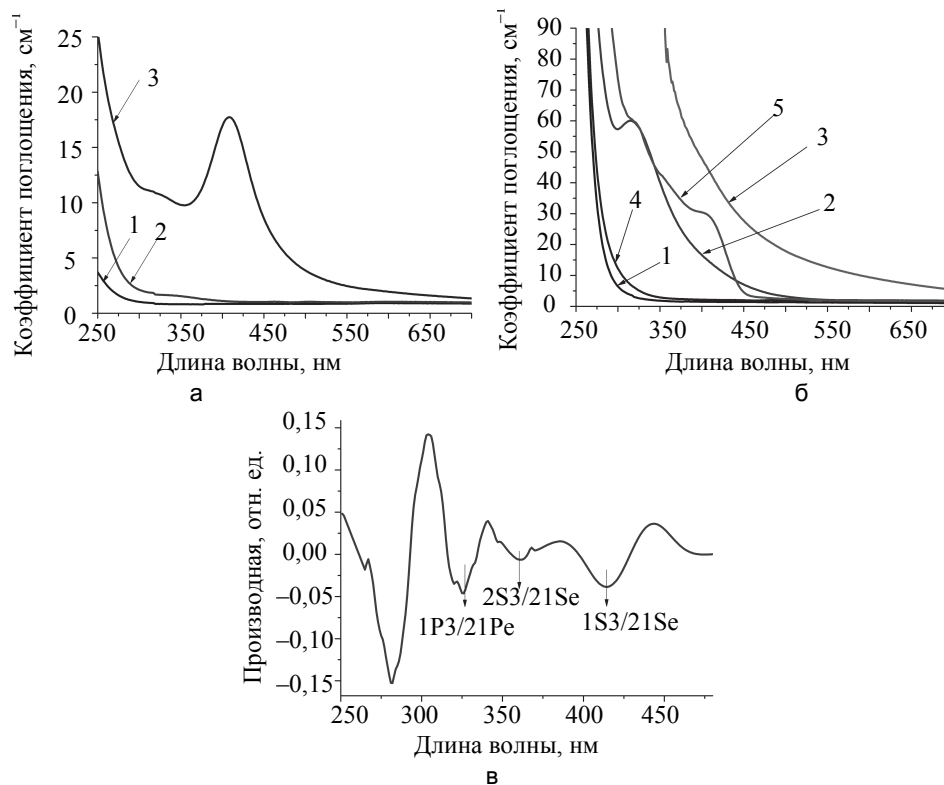 Коэффициент поглощения, см⁻¹
25
20
15
10
5
0
250 350 450 550 650
3
1
2
Длина волны, нм
а
Коэффициент поглощения, см⁻¹
90
80
70
60
50
40
30
20
10
0
250 350 450 550 650
5
3
4
2
1
Длина волны, нм
б
Производная, отн. ед.
0,15
0,10
0,05
0,00
–0,05
–0,10
–0,15
250 300 350 400 450
2S3/21Se
1S3/21Se
1P3/21Pe
Длина волны, нм
в